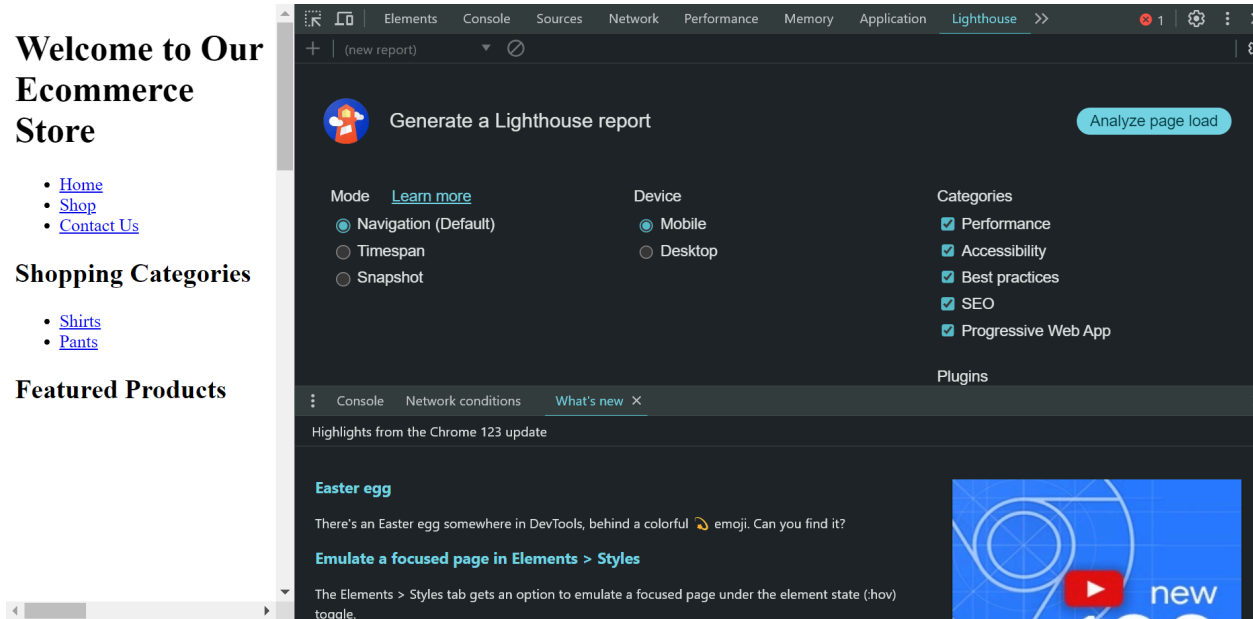 Welcome to Our
Ecommerce
Store
Home
Shop
Contact Us
Shopping Categories
Shirts
Pants
Featured Products
Elements Console Sources Network Performance Memory Application Lighthouse 1
(new report)
Generate a Lighthouse report
Analyze page load
Mode Learn more
Navigation (Default)
Timespan
Snapshot
Device
Mobile
Desktop
Categories
Performance
Accessibility
Best practices
SEO
Progressive Web App
Plugins
Console Network conditions What's new
Highlights from the Chrome 123 update
Easter egg
There's an Easter egg somewhere in DevTools, behind a colorful 💫 emoji. Can you find it?
Emulate a focused page in Elements > Styles
The Elements > Styles tab gets an option to emulate a focused page under the element state (:hov)
toggle.
new